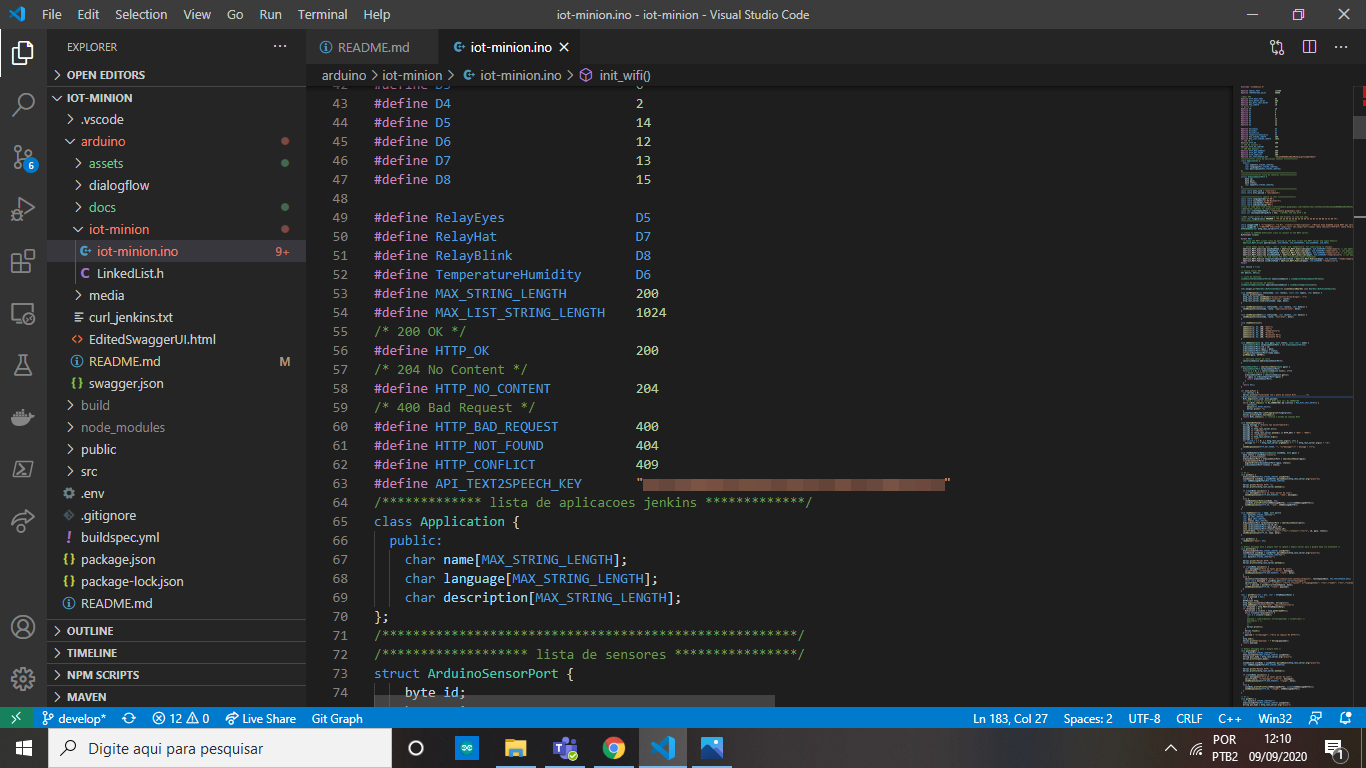 File Edit Selection View Go Run Terminal Help
iot-minion.ino - iot-minion - Visual Studio Code
EXPLORER
OPEN EDITORS
IOT-MINION
.vscode
arduino
assets
dialogflow
docs
iot-minion
iot-minion.ino 9+
LinkedList.h
media
curl_jenkins.txt
EditedSwaggerUI.html
README.md M
swagger.json
build
node_modules
public
src
.env
.gitignore
buildspec.yml
package.json
package-lock.json
README.md
OUTLINE
TIMELINE
NPM SCRIPTS
MAVEN
6
README.md
iot-minion.ino
arduino > iot-minion > iot-minion.ino > init_wifi()
43 #define D4 2
44 #define D5 14
45 #define D6 12
46 #define D7 13
47 #define D8 15
48
49 #define RelayEyes D5
50 #define RelayHat D7
51 #define RelayBlink D8
52 #define TemperatureHumidity D6
53 #define MAX_STRING_LENGTH 200
54 #define MAX_LIST_STRING_LENGTH 1024
55 /* 200 OK */
56 #define HTTP_OK 200
57 /* 204 No Content */
58 #define HTTP_NO_CONTENT 204
59 /* 400 Bad Request */
60 #define HTTP_BAD_REQUEST 400
61 #define HTTP_NOT_FOUND 404
62 #define HTTP_CONFLICT 409
63 #define API_TEXT2SPEECH_KEY " "
64 /************* lista de aplicacoes jenkins *************/
65 class Application {
66 public:
67 char name[MAX_STRING_LENGTH];
68 char language[MAX_STRING_LENGTH];
69 char description[MAX_STRING_LENGTH];
70 };
71 /******************************************************/
72 /******************* lista de sensores ****************/
73 struct ArduinoSensorPort {
74 byte id;
develop* 12 0 Live Share Git Graph
Ln 183, Col 27 Spaces: 2 UTF-8 CRLF C++ Win32
Digite aqui para pesquisar
POR
PTB2
12:10
09/09/2020
1